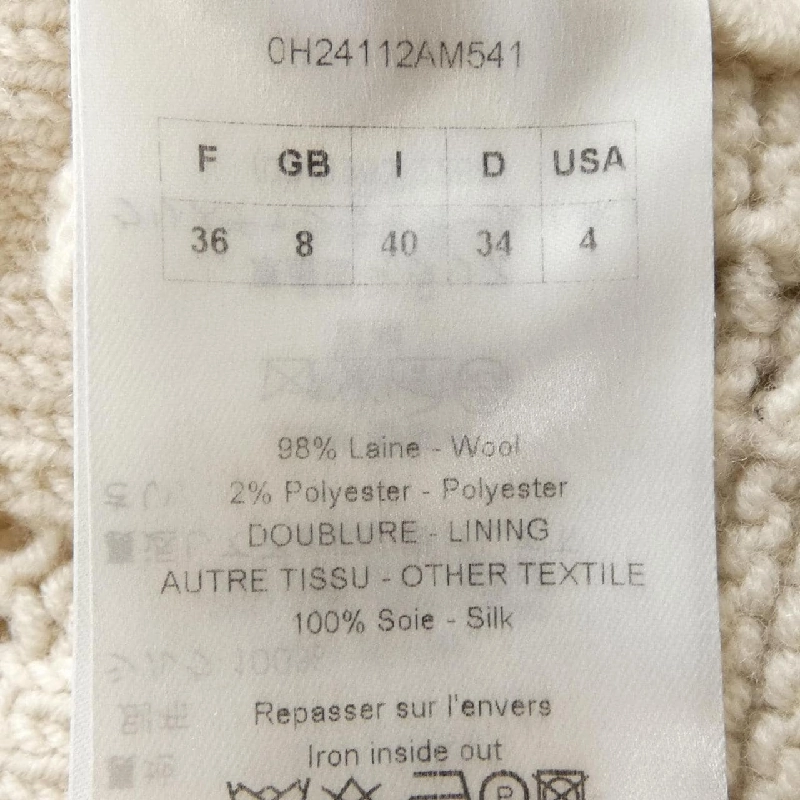 0H24112AM541
F GB I D USA
36 8 40 34 4
98% Laine - Wool
2% Polyester - Polyester
DOUBLURE - LINING
AUTRE TISSU - OTHER TEXTILE
100% Soie - Silk
Repasser sur l'envers
Iron inside out
P